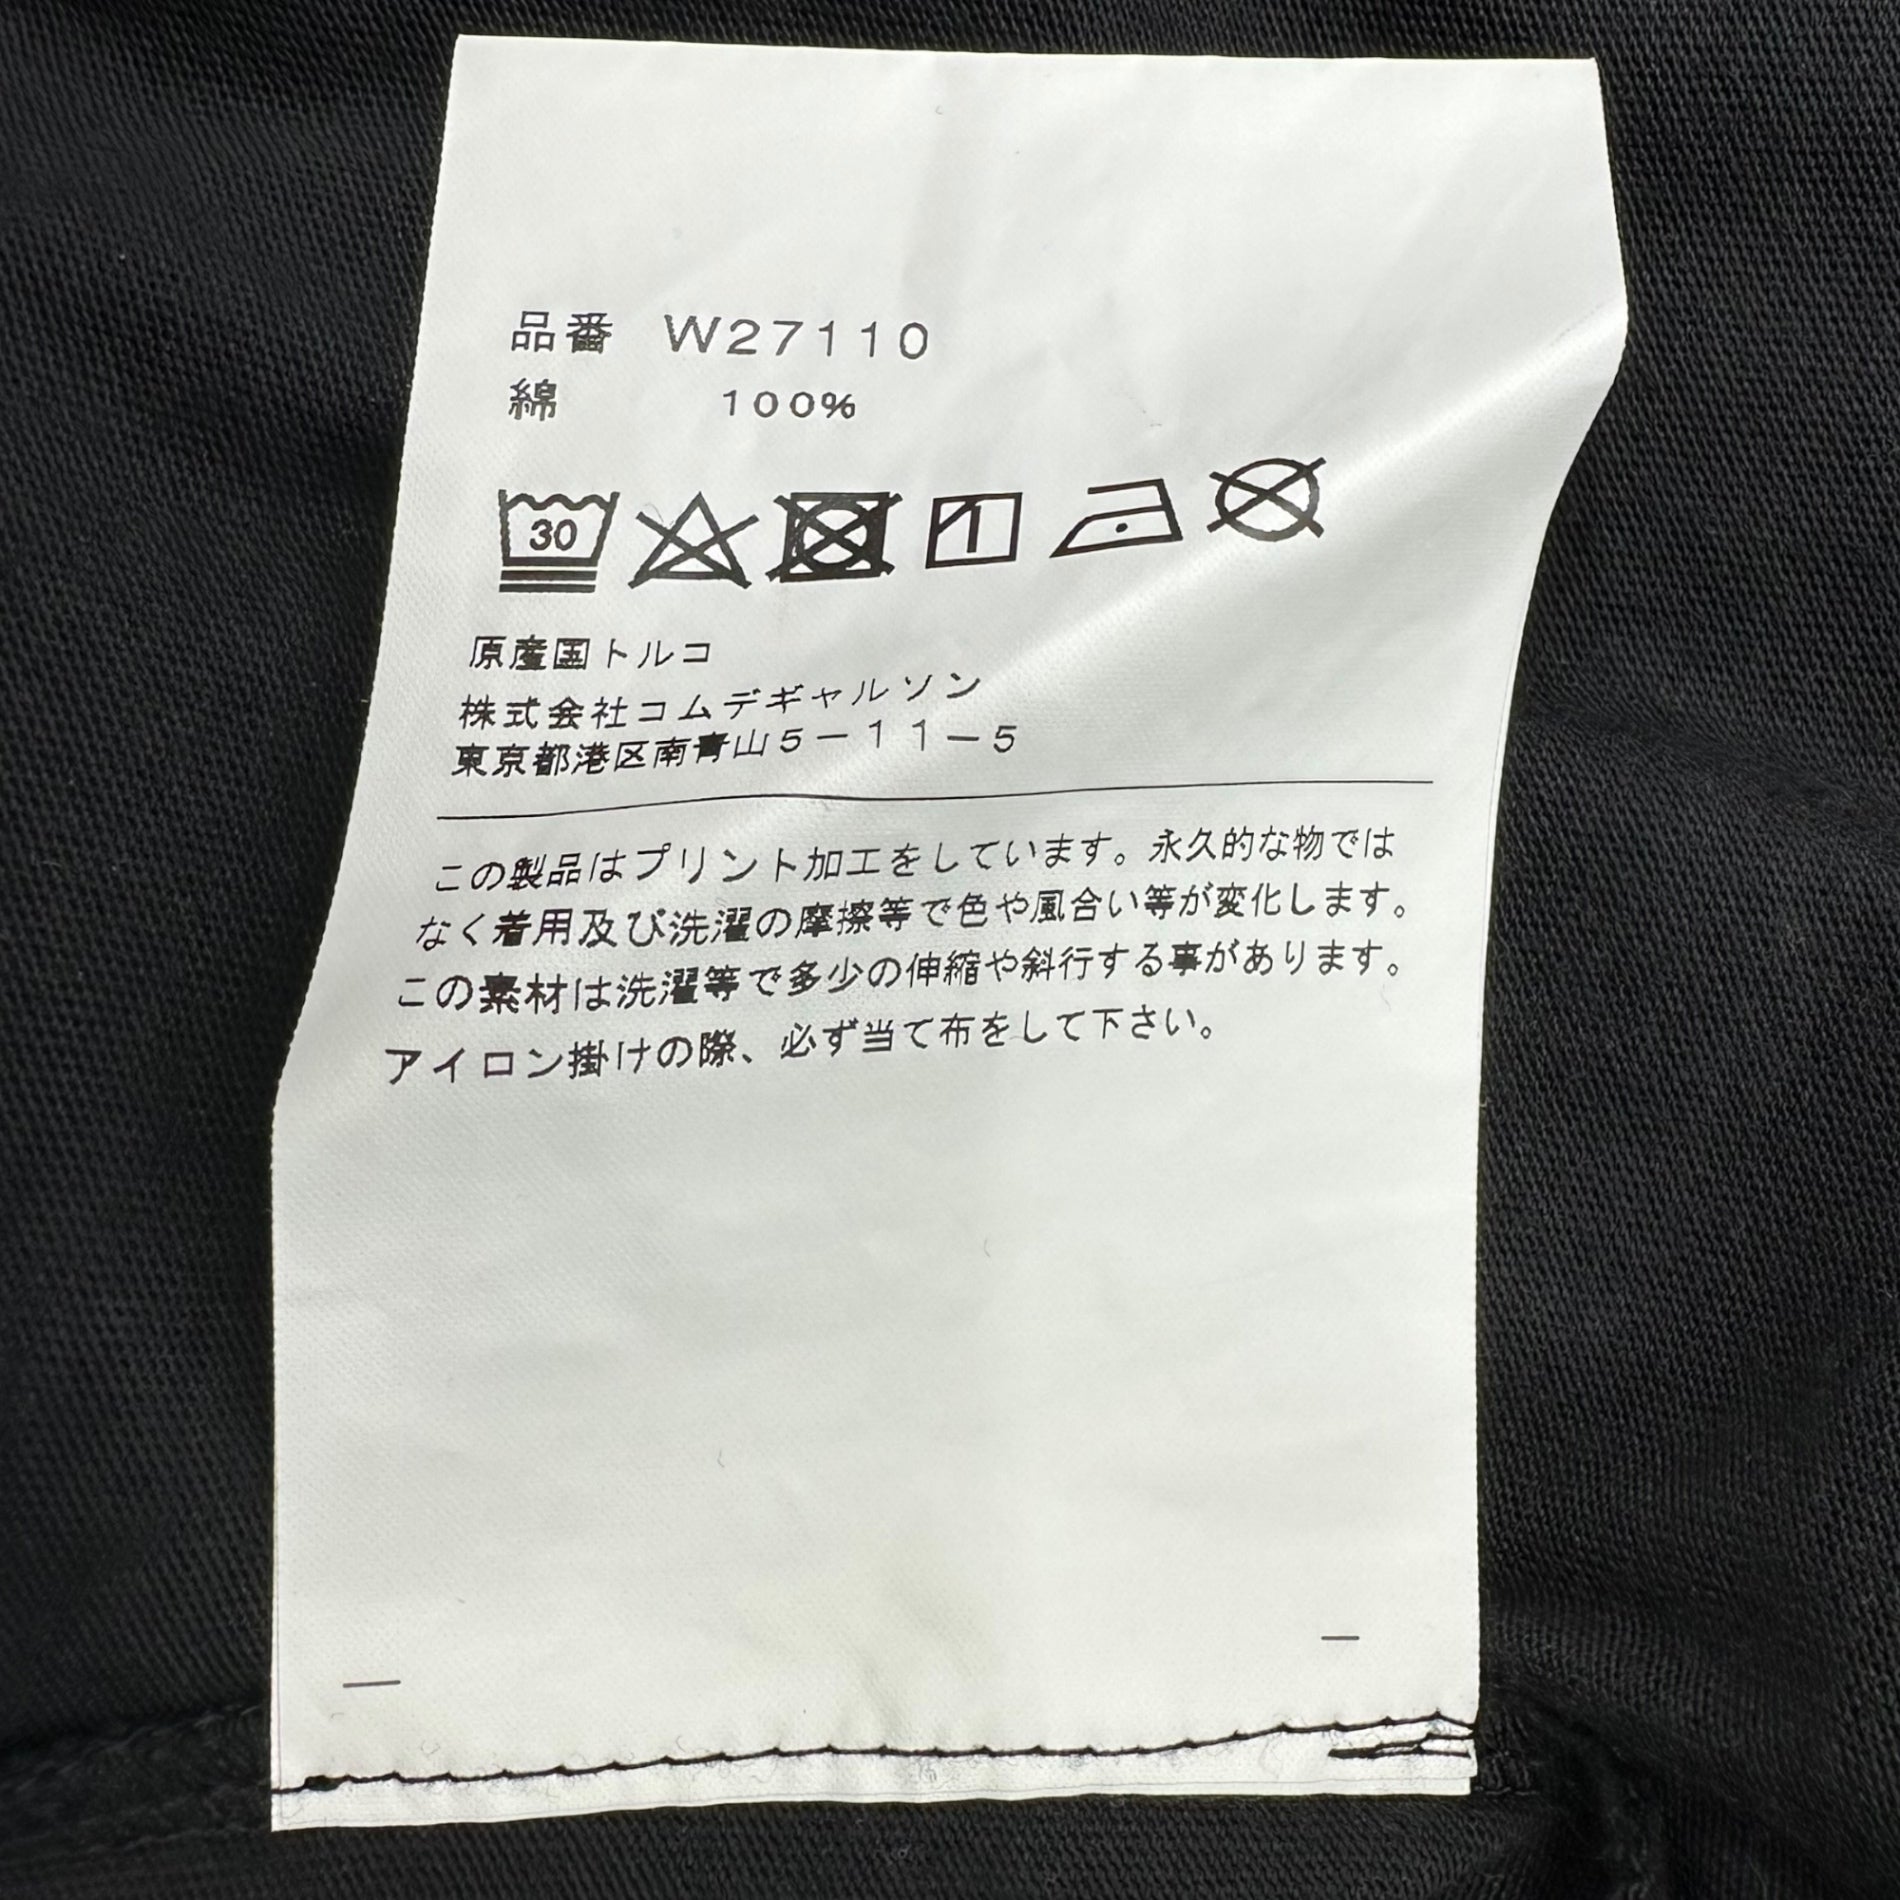 品番 W27110
綿 100%
30
原産国トルコ
株式会社コムデギャルソン
東京都港区南青山5-11-5
この製品はプリント加工をしています。永久的な物では
なく着用及び洗濯の摩擦等で色や風合い等が変化します。
この素材は洗濯等で多少の伸縮や斜行する事があります。
アイロン掛けの際、必ず当て布をして下さい。